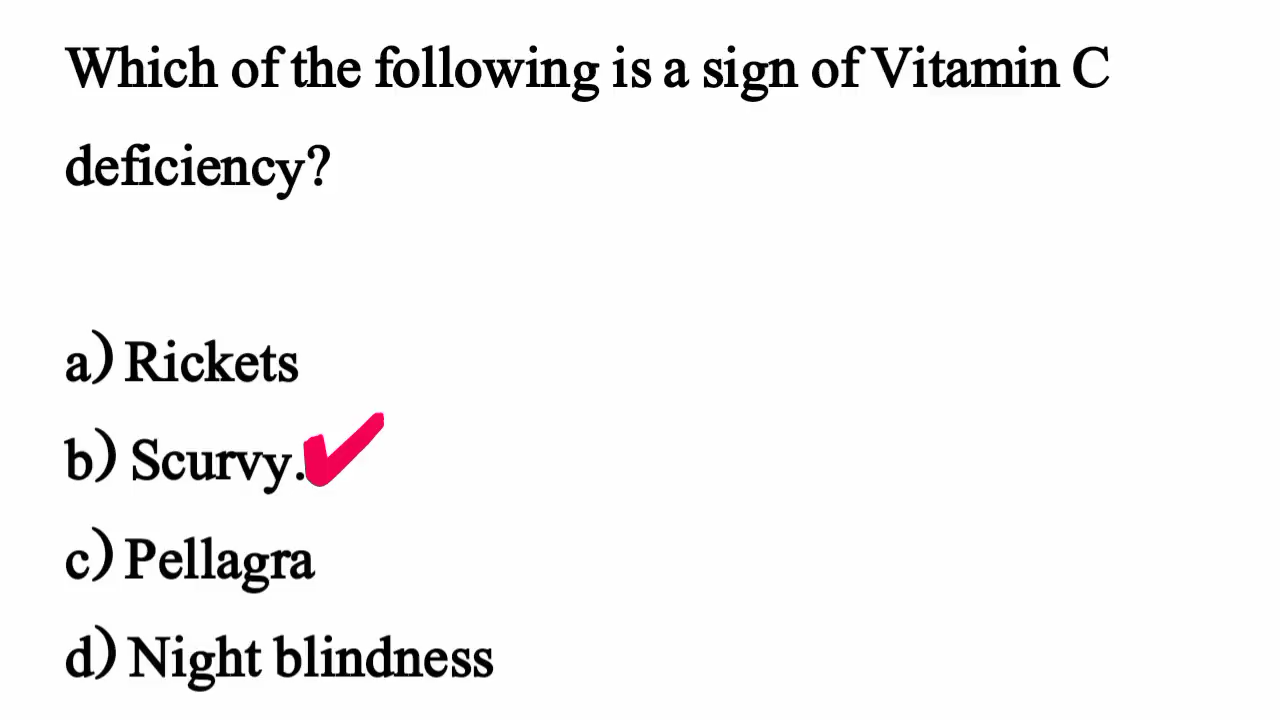 Which of the following is a sign of Vitamin C
deficiency?
a) Rickets
b) Scurvy.
c) Pellagra
d) Night blindness